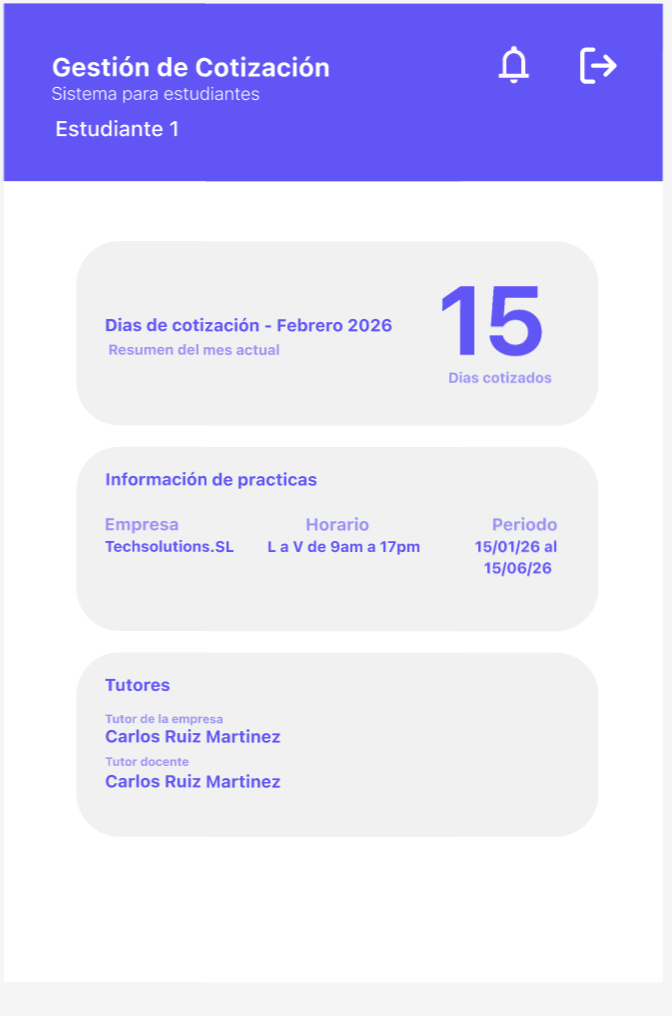 Gestión de Cotización
Sistema para estudiantes
Estudiante 1
Dias de cotización - Febrero 2026
Resumen del mes actual
15
Dias cotizados
Información de practicas
Empresa
Techsolutions.SL
Horario
L a V de 9am a 17pm
Periodo
15/01/26 al
15/06/26
Tutores
Tutor de la empresa
Carlos Ruiz Martinez
Tutor docente
Carlos Ruiz Martinez